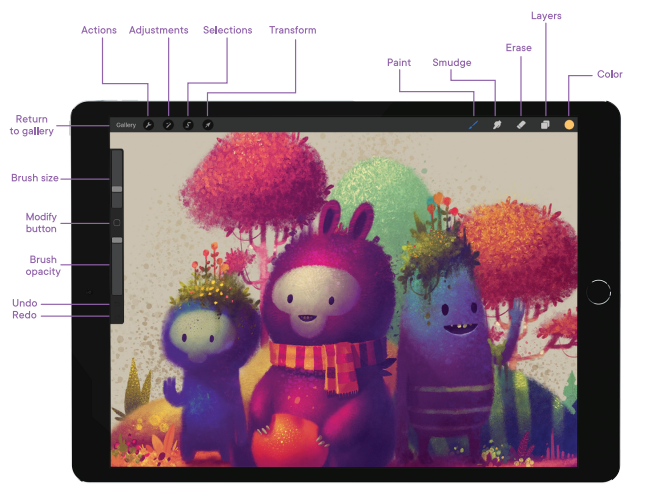 Layers
Actions
Adjustments
Selections
Transform
Erase
Paint
Smudge
Color
Return
to gallery
Gallery
Brush size
Modify
button
Brush
opacity
Undo
Redo